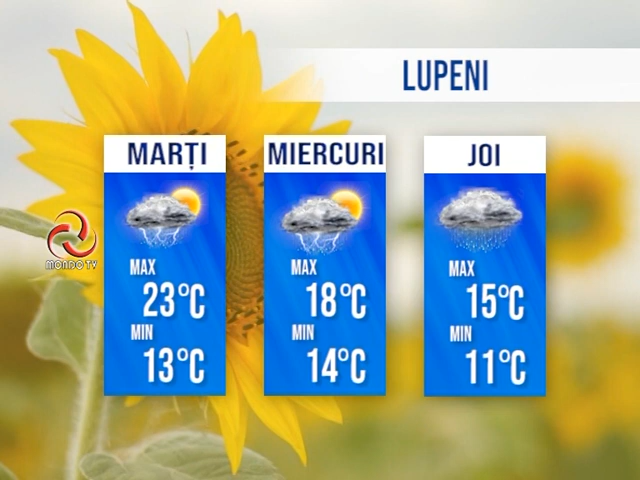 LUPENI
MARȚI
MAX
23°C
MIN
13°C
MIERCURI
MAX
18°C
MIN
14°C
JOI
MAX
15°C
MIN
11°C
MONDO TV